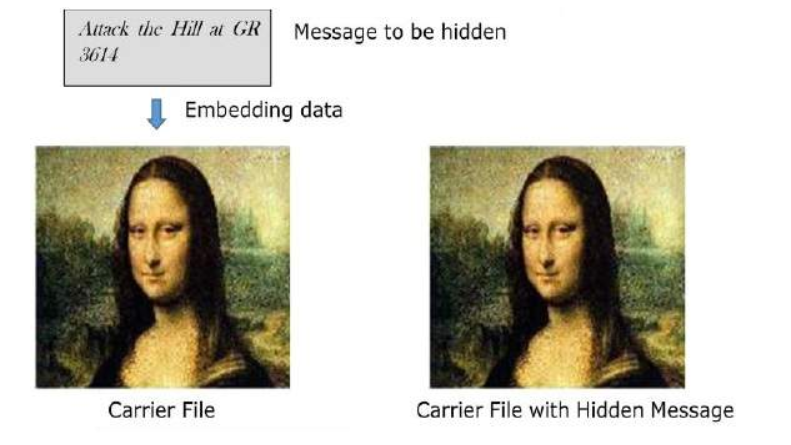 Attack the Hill at GR
3614
Message to be hidden
Embedding data
Carrier File
Carrier File with Hidden Message